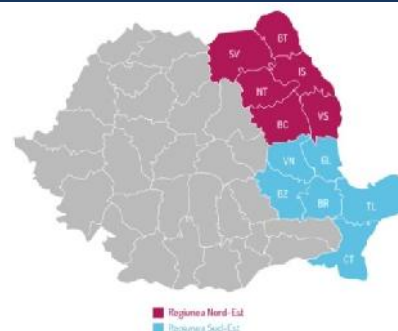 SV
BT
IS
NT
BC
VS
VN
GL
BZ
BR
TL
CT
Regiunea Nord-Est
Regiunea Sud-Est